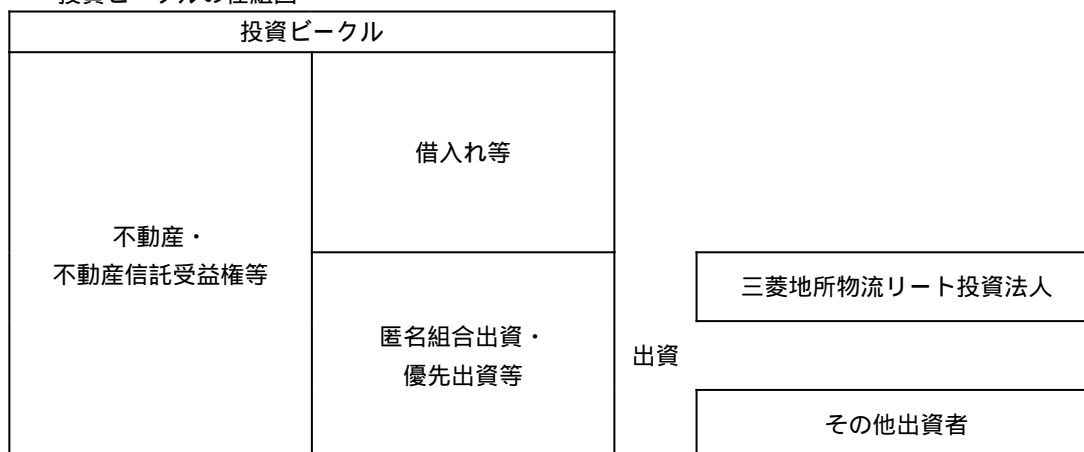 投資ビークルの仕組図
投資ビークル
借入れ等
不動産・
不動産信託受益権等
三菱地所物流リート投資法人
匿名組合出資・
優先出資等
出資
その他出資者